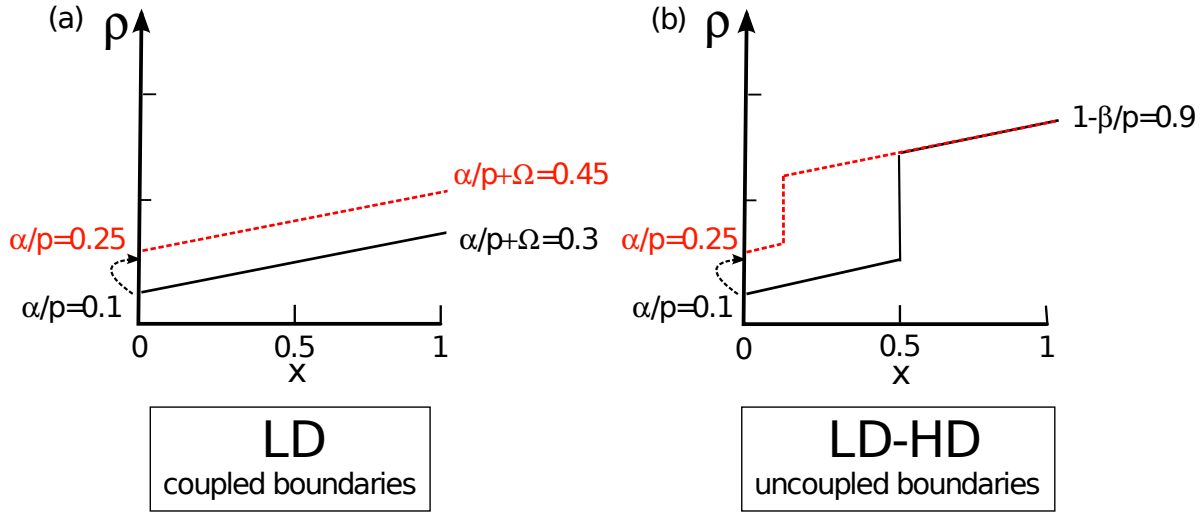 (a)
ρ
α/p+Ω=0.45
α/p=0.25
α/p+Ω=0.3
α/p=0.1
0
0.5
1
x
LD
coupled boundaries
(b)
ρ
1-β/p=0.9
α/p=0.25
α/p=0.1
0
0.5
1
x
LD-HD
uncoupled boundaries